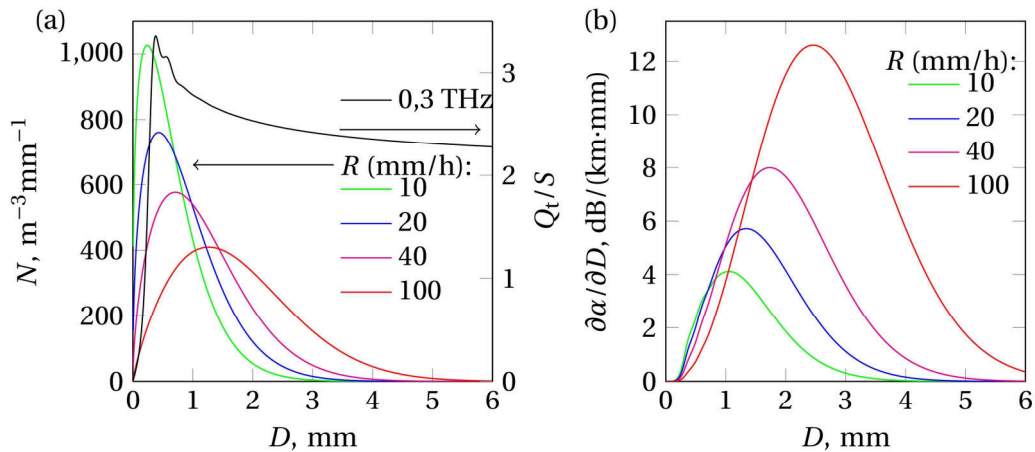 (a)
1,000
800
600
400
200
0
N, m⁻³mm⁻¹
0 1 2 3 4 5 6
D, mm
0,3 THz
R (mm/h):
10
20
40
100
3
2
1
0
Qt/S
(b)
12
10
8
6
4
2
0
∂α/∂D, dB/(km·mm)
0 1 2 3 4 5 6
D, mm
R (mm/h):
10
20
40
100